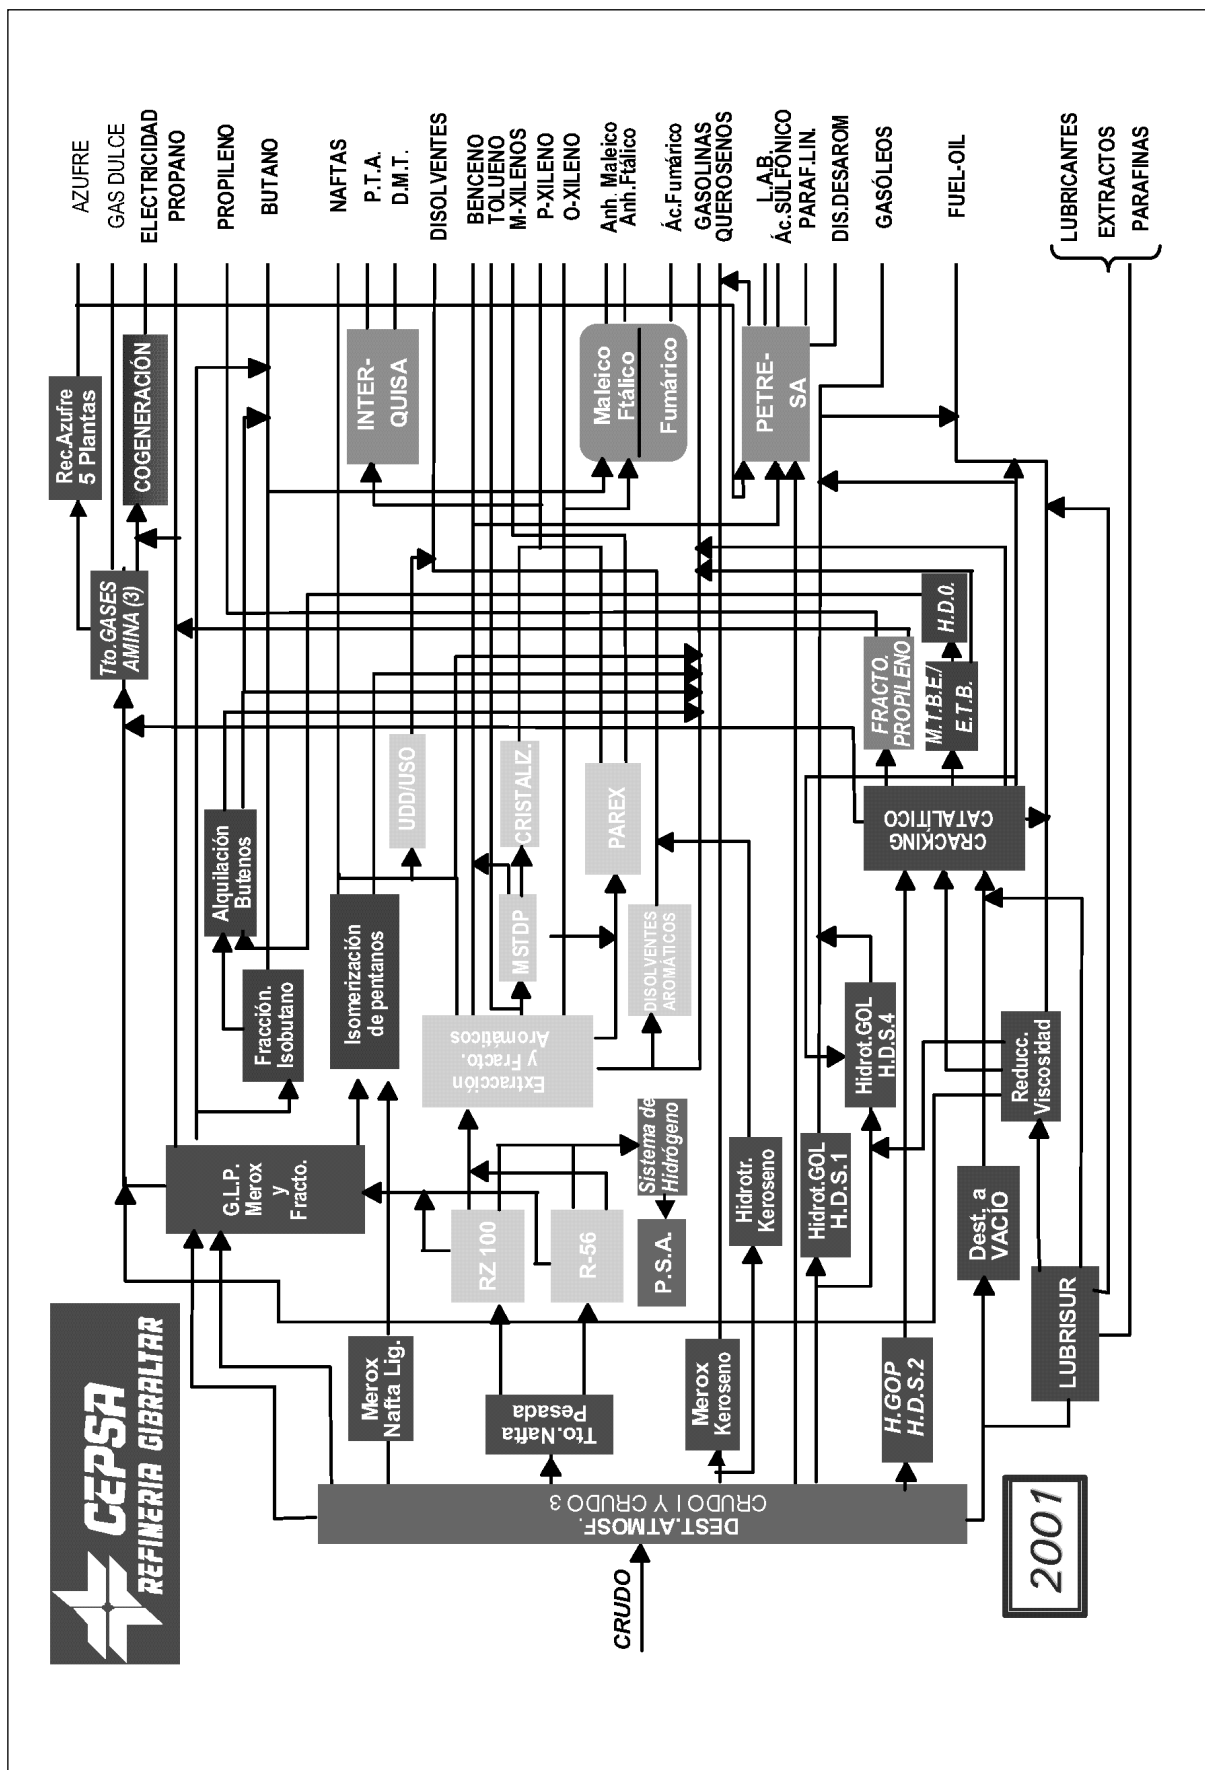 CEPSA
REFINERIA GIBRALTAR
CRUDO
2001
DEST.ATMOSF.
CRUDO I Y CRUDO 3
Merox
Nafta Lig.
Tto.Nafta
Pesada
Merox
Keroseno
H.GOP
H.D.S.2
LUBRISUR
G.L.P.
Merox
y
Fracto.
RZ 100
R-56
P.S.A.
Sistema de
Hidrógeno
Hidrotr.
Keroseno
Hidrot.GOL
H.D.S.1
Dest. a
VACÍO
Fracción.
Isobutano
Isomerización
de pentanos
Extracción
y Fracto.
Aromáticos
Hidrot.GOL
H.D.S.4
Reducc.
Viscosidad
Alquilación
Butenos
UDD/USO
MSTDP
CRISTALIZ.
PAREX
DISOLVENTES
AROMÁTICOS
CRACKING
CATALÍTICO
Tto.GASES
AMINA (3)
FRACTO.
PROPILENO
M.T.B.E./
E.T.B.
H.D.O.
Rec.Azufre
5 Plantas
COGENERACIÓN
INTER-
QUISA
Maleico
Ftálico
Fumárico
PETRE-
SA
AZUFRE
GAS DULCE
ELECTRICIDAD
PROPANO
PROPILENO
BUTANO
NAFTAS
P.T.A.
D.M.T.
DISOLVENTES
BENCENO
TOLUENO
M-XILENOS
P-XILENO
O-XILENO
Anh. Maleico
Anh.Ftálico
Ác.Fumárico
GASOLINAS
QUEROSENOS
L.A.B.
Ác.SULFÓNICO
PARAF.LIN.
DIS.DESAROM
GASÓLEOS
FUEL-OIL
LUBRICANTES
EXTRACTOS
PARAFINAS